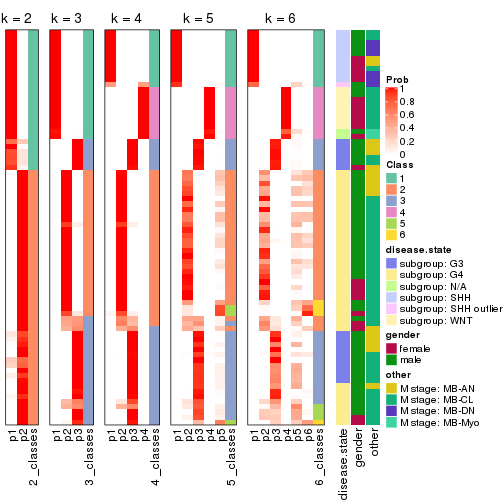 k = 2 k = 3 k = 4 k = 5 k = 6
Prob
1
0.8
0.6
0.4
0.2
0
Class
1
2
3
4
5
6
disease.state
subgroup: G3
subgroup: G4
subgroup: N/A
subgroup: SHH
subgroup: SHH outlier
subgroup: WNT
gender
female
male
other
M stage: MB-AN
M stage: MB-CL
M stage: MB-DN
M stage: MB-Myo
p1
p2
2_classes
p1
p2
p3
3_classes
p1
p2
p3
p4
4_classes
p1
p2
p3
p4
p5
5_classes
p1
p2
p3
p4
p5
p6
6_classes
disease.state
gender
other